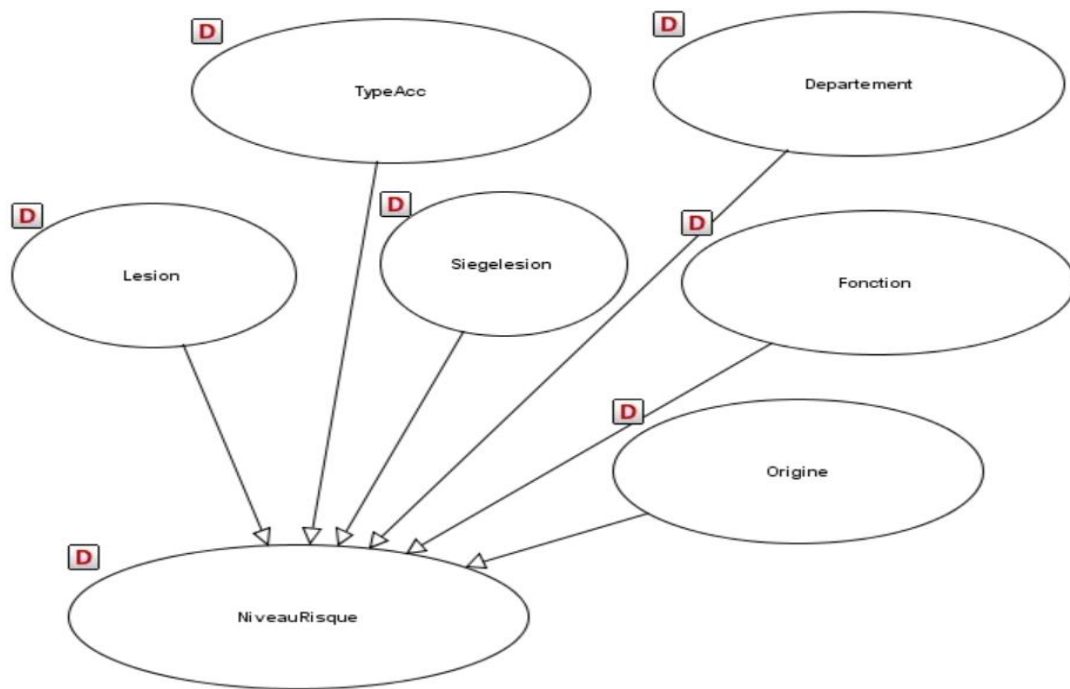 D
TypeAcc
D
Departement
D
Lesion
D
Siegelesion
D
Fonction
D
Origine
D
NiveauRisque